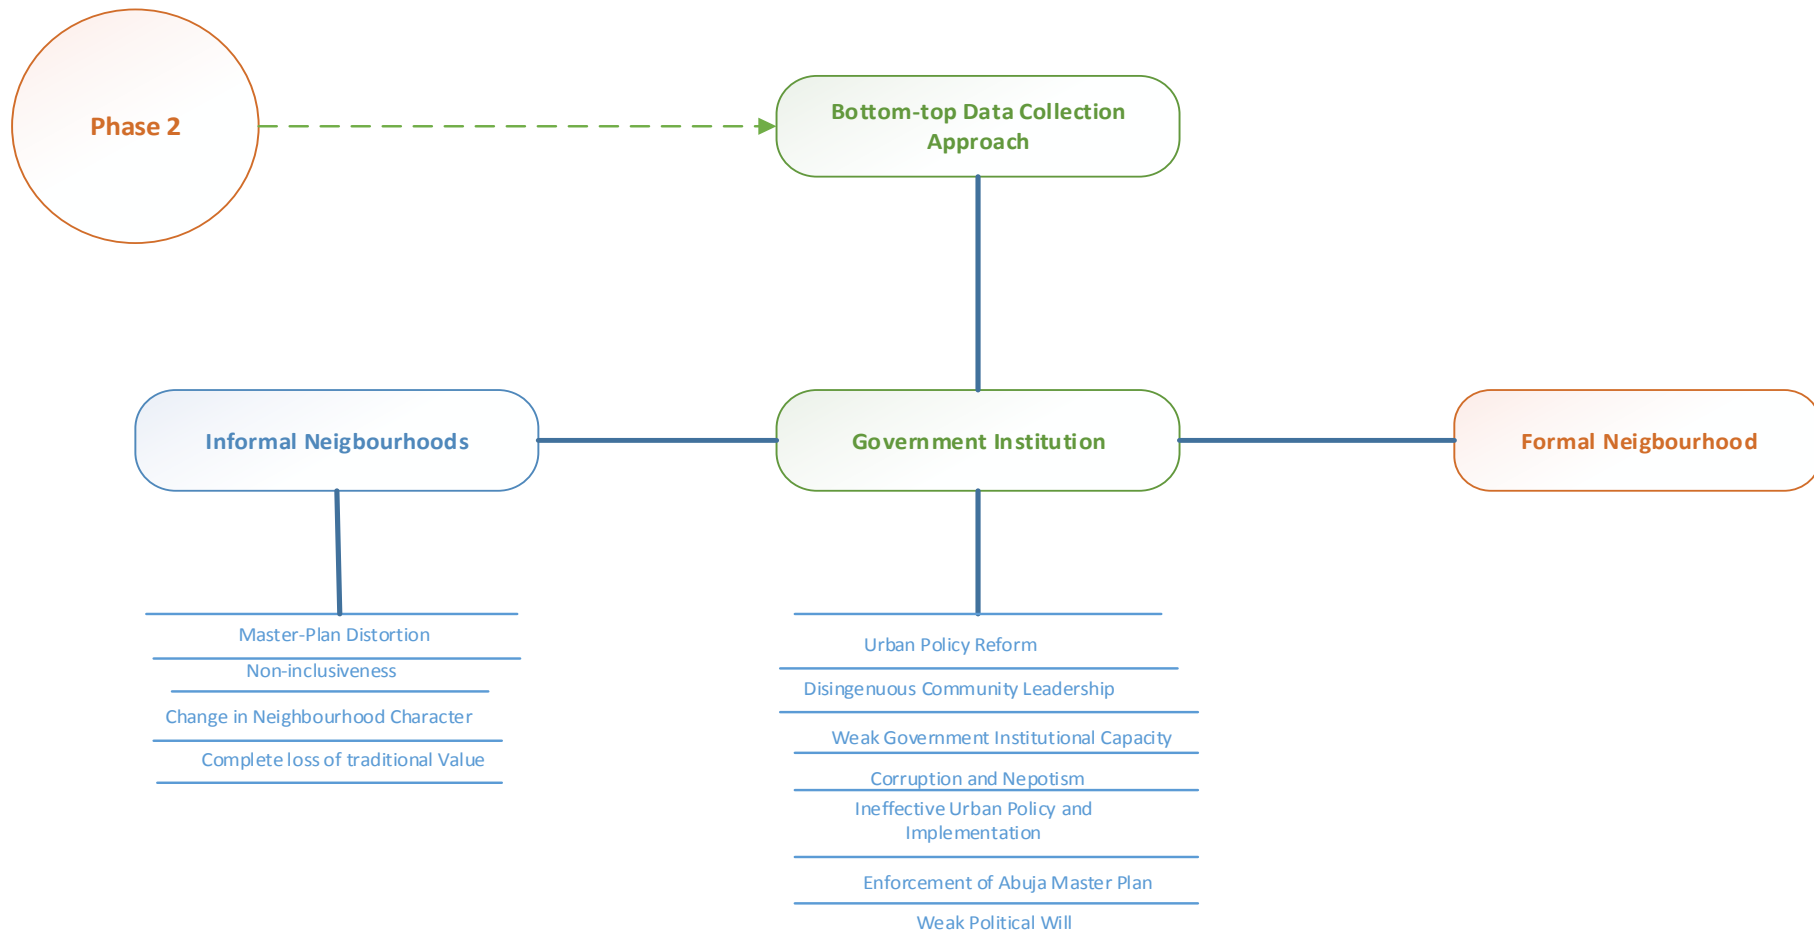 Phase 2
Bottom-top Data Collection
Approach
Informal Neigbourhoods
Government Institution
Formal Neigbourhood
Master-Plan Distortion
Non-inclusiveness
Change in Neighbourhood Character
Complete loss of traditional Value
Urban Policy Reform
Disingenuous Community Leadership
Weak Government Institutional Capacity
Corruption and Nepotism
Ineffective Urban Policy and
Implementation
Enforcement of Abuja Master Plan
Weak Political Will